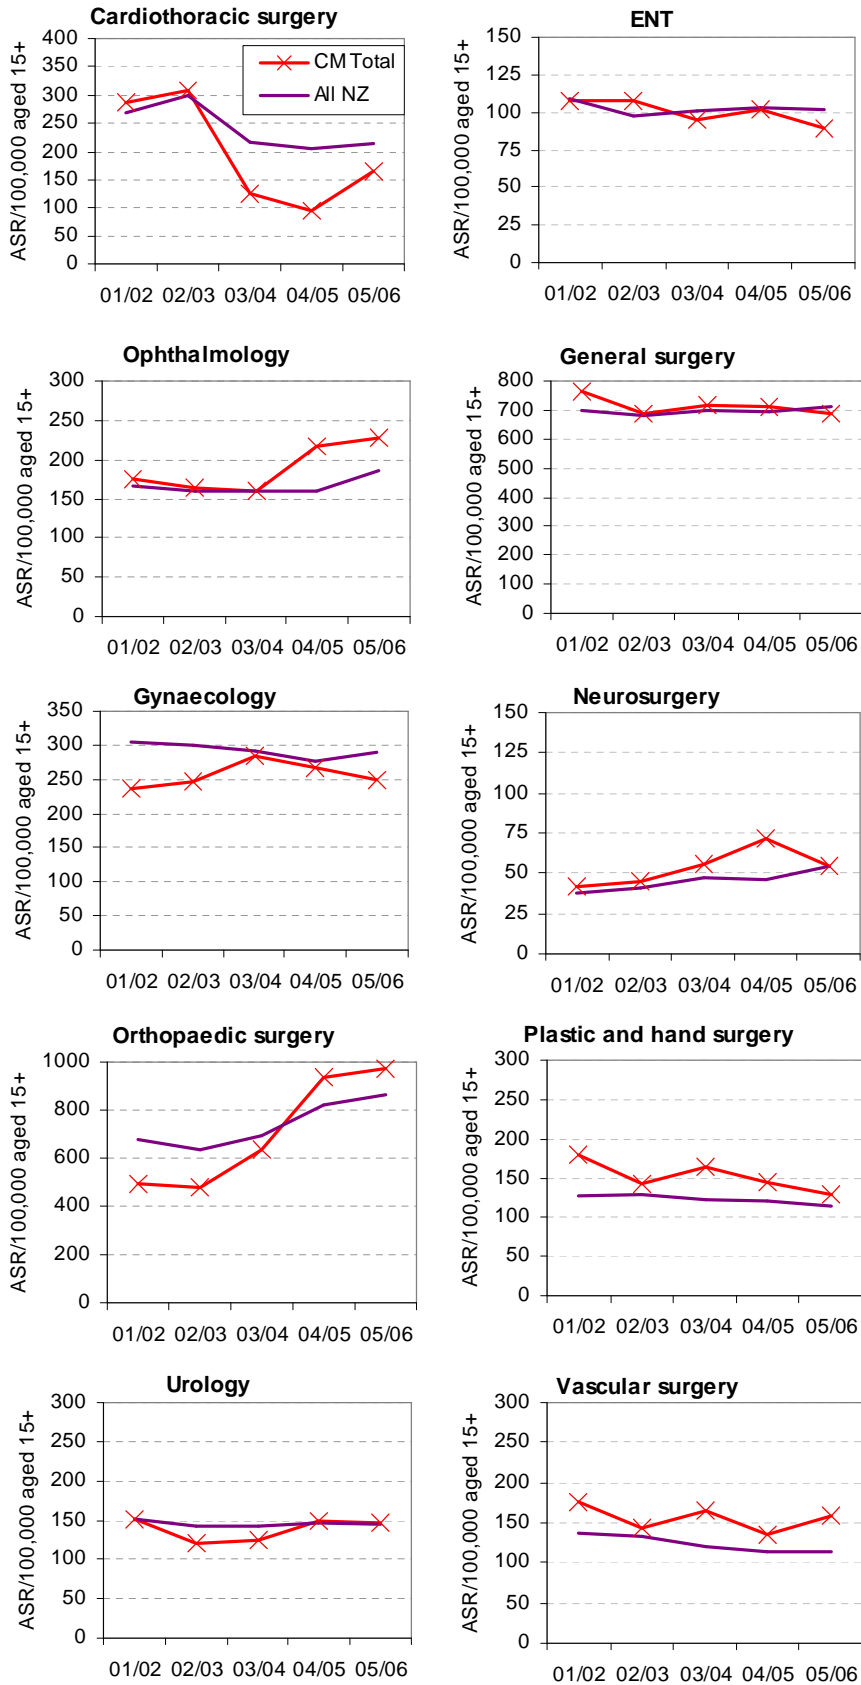 Cardiothoracic surgery
ASR/100,000 aged 15+
400
350
300
250
200
150
100
50
0
CM Total
All NZ
01/02 02/03 03/04 04/05 05/06
ENT
ASR/100,000 aged 15+
150
125
100
75
50
25
0
01/02 02/03 03/04 04/05 05/06
Ophthalmology
ASR/100,000 aged 15+
300
250
200
150
100
50
0
01/02 02/03 03/04 04/05 05/06
General surgery
ASR/100,000 aged 15+
800
700
600
500
400
300
200
100
0
01/02 02/03 03/04 04/05 05/06
Gynaecology
ASR/100,000 aged 15+
350
300
250
200
150
100
50
0
01/02 02/03 03/04 04/05 05/06
Neurosurgery
ASR/100,000 aged 15+
150
125
100
75
50
25
0
01/02 02/03 03/04 04/05 05/06
Orthopaedic surgery
ASR/100,000 aged 15+
1000
800
600
400
200
0
01/02 02/03 03/04 04/05 05/06
Plastic and hand surgery
ASR/100,000 aged 15+
300
250
200
150
100
50
0
01/02 02/03 03/04 04/05 05/06
Urology
ASR/100,000 aged 15+
300
250
200
150
100
50
0
01/02 02/03 03/04 04/05 05/06
Vascular surgery
ASR/100,000 aged 15+
300
250
200
150
100
50
0
01/02 02/03 03/04 04/05 05/06